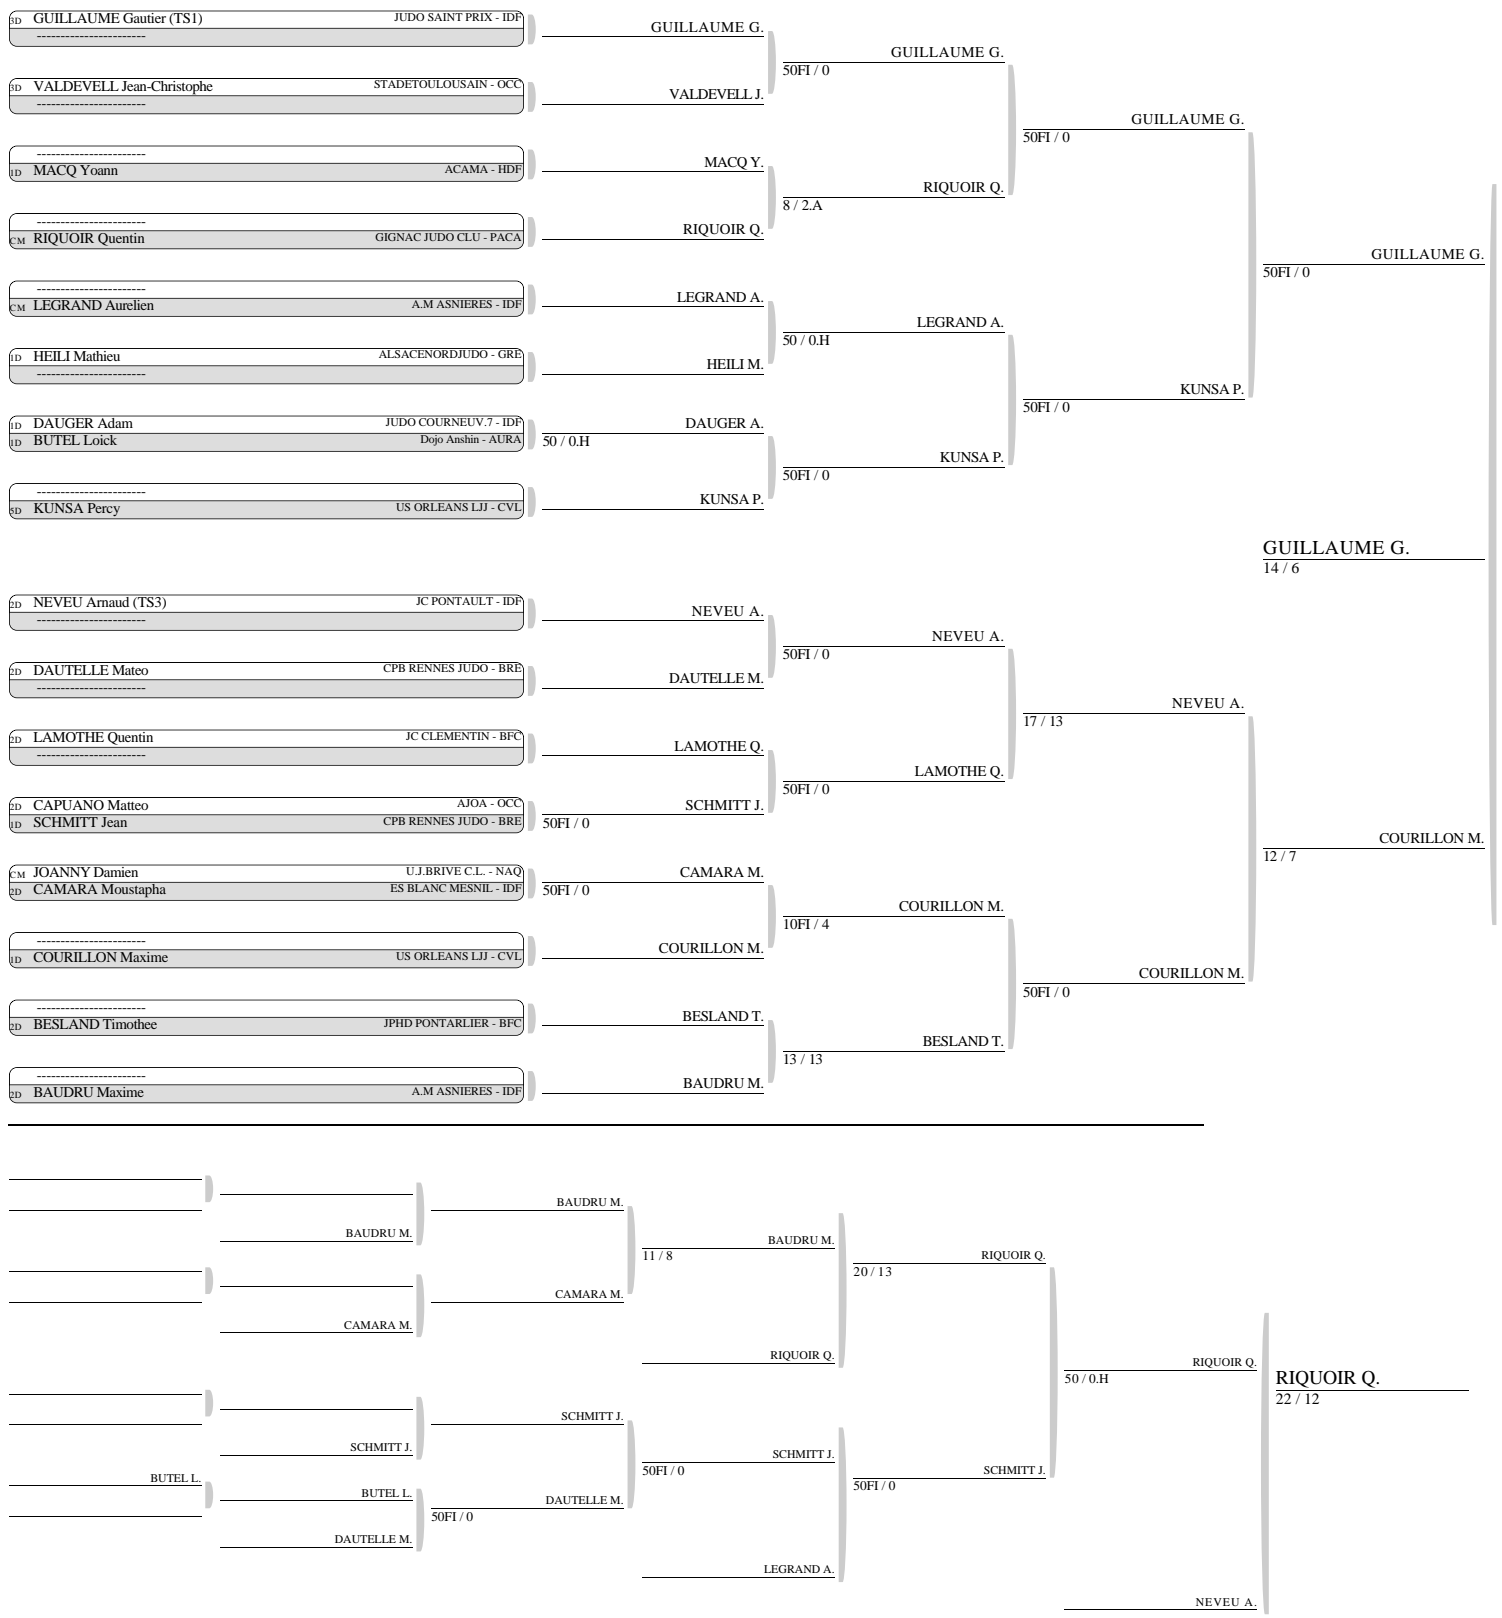 3D GUILLAUME Gautier (TS1) JUDO SAINT PRIX - IDF
-----------------------
3D VALDEVELL Jean-Christophe STADETOULOUSAIN - OCC
-----------------------
-----------------------
1D MACQ Yoann ACAMA - HDF
-----------------------
CM RIQUOIR Quentin GIGNAC JUDO CLU - PACA
-----------------------
CM LEGRAND Aurelien A.M ASNIERES - IDF
1D HEILI Mathieu ALSACENORDJUDO - GRE
-----------------------
1D DAUGER Adam JUDO COURNEUV.7 - IDF
1D BUTEL Loick Dojo Anshin - AURA
-----------------------
5D KUNSA Percy US ORLEANS LJJ - CVL
2D NEVEU Arnaud (TS3) JC PONTAULT - IDF
-----------------------
2D DAUTELLE Mateo CPB RENNES JUDO - BRE
-----------------------
2D LAMOTHE Quentin JC CLEMENTIN - BFC
-----------------------
2D CAPUANO Matteo AJOA - OCC
1D SCHMITT Jean CPB RENNES JUDO - BRE
CM JOANNY Damien U.J.BRIVE C.L. - NAQ
2D CAMARA Moustapha ES BLANC MESNIL - IDF
-----------------------
1D COURILLON Maxime US ORLEANS LJJ - CVL
-----------------------
2D BESLAND Timothee JPHD PONTARLIER - BFC
-----------------------
2D BAUDRU Maxime A.M ASNIERES - IDF
GUILLAUME G.
VALDEVELL J.
MACQ Y.
RIQUOIR Q.
LEGRAND A.
HEILI M.
DAUGER A.
50 / 0.H
KUNSA P.
NEVEU A.
DAUTELLE M.
LAMOTHE Q.
SCHMITT J.
50FI / 0
CAMARA M.
50FI / 0
COURILLON M.
BESLAND T.
BAUDRU M.
GUILLAUME G.
50FI / 0
RIQUOIR Q.
8 / 2.A
LEGRAND A.
50 / 0.H
KUNSA P.
50FI / 0
NEVEU A.
50FI / 0
LAMOTHE Q.
50FI / 0
COURILLON M.
10FI / 4
BESLAND T.
13 / 13
GUILLAUME G.
50FI / 0
KUNSA P.
50FI / 0
NEVEU A.
17 / 13
COURILLON M.
50FI / 0
GUILLAUME G.
50FI / 0
GUILLAUME G.
14 / 6
COURILLON M.
12 / 7
BUTEL L.
BAUDRU M.
CAMARA M.
SCHMITT J.
BUTEL L.
DAUTELLE M.
BAUDRU M.
CAMARA M.
SCHMITT J.
DAUTELLE M.
50FI / 0
BAUDRU M.
11 / 8
RIQUOIR Q.
SCHMITT J.
50FI / 0
LEGRAND A.
RIQUOIR Q.
20 / 13
SCHMITT J.
50FI / 0
RIQUOIR Q.
50 / 0.H
NEVEU A.
RIQUOIR Q.
22 / 12